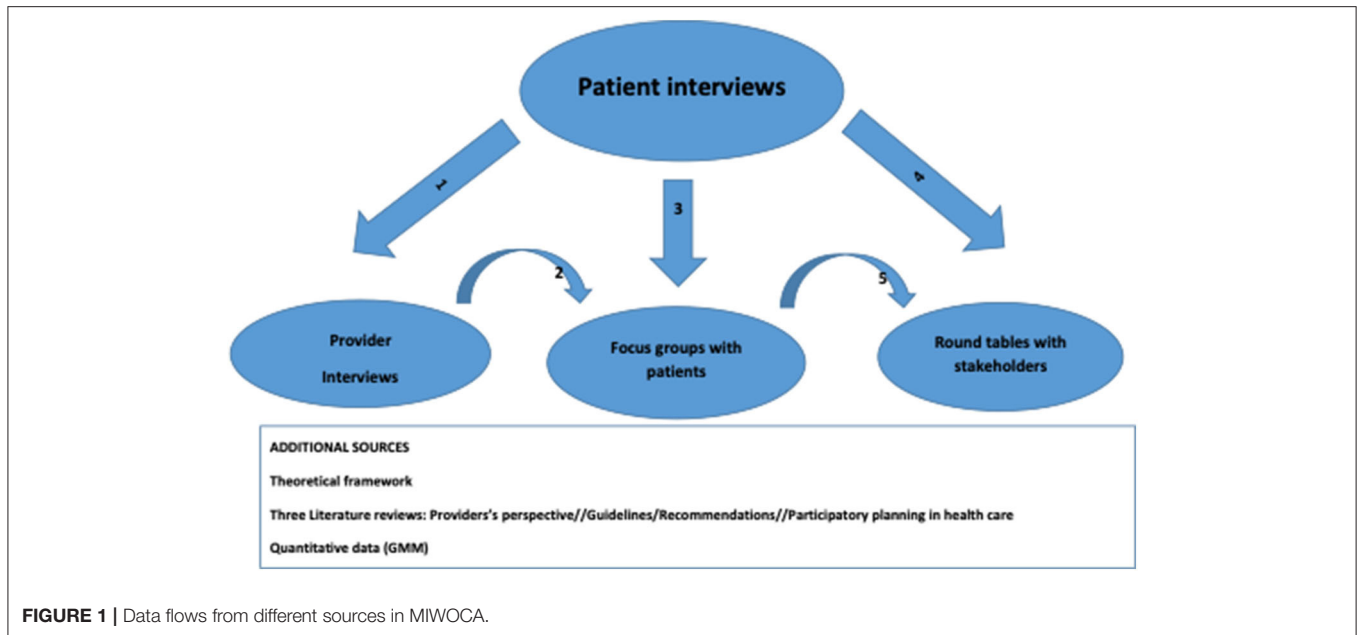 Patient interviews
1
3
4
2
5
Provider
Interviews
Focus groups with
patients
Round tables with
stakeholders
ADDITIONAL SOURCES
Theoretical framework
Three Literature reviews: Providers's perspective//Guidelines/Recommendations//Participatory planning in health care
Quantitative data (GMM)
FIGURE 1 | Data flows from different sources in MIWOCA.